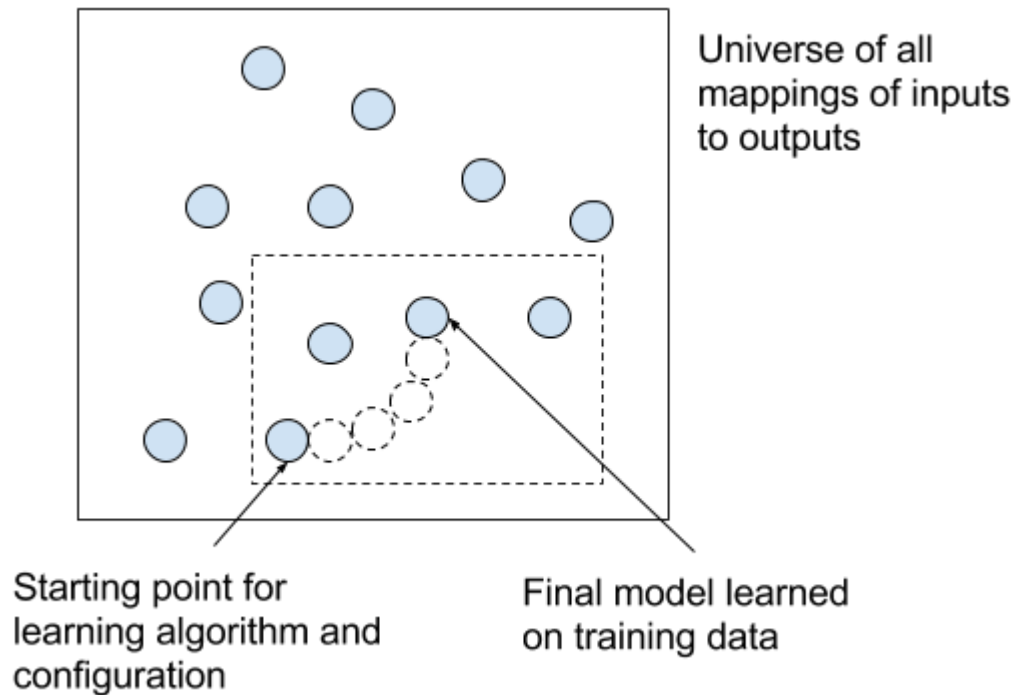 Universe of all
mappings of inputs
to outputs
Starting point for
learning algorithm and
configuration
Final model learned
on training data